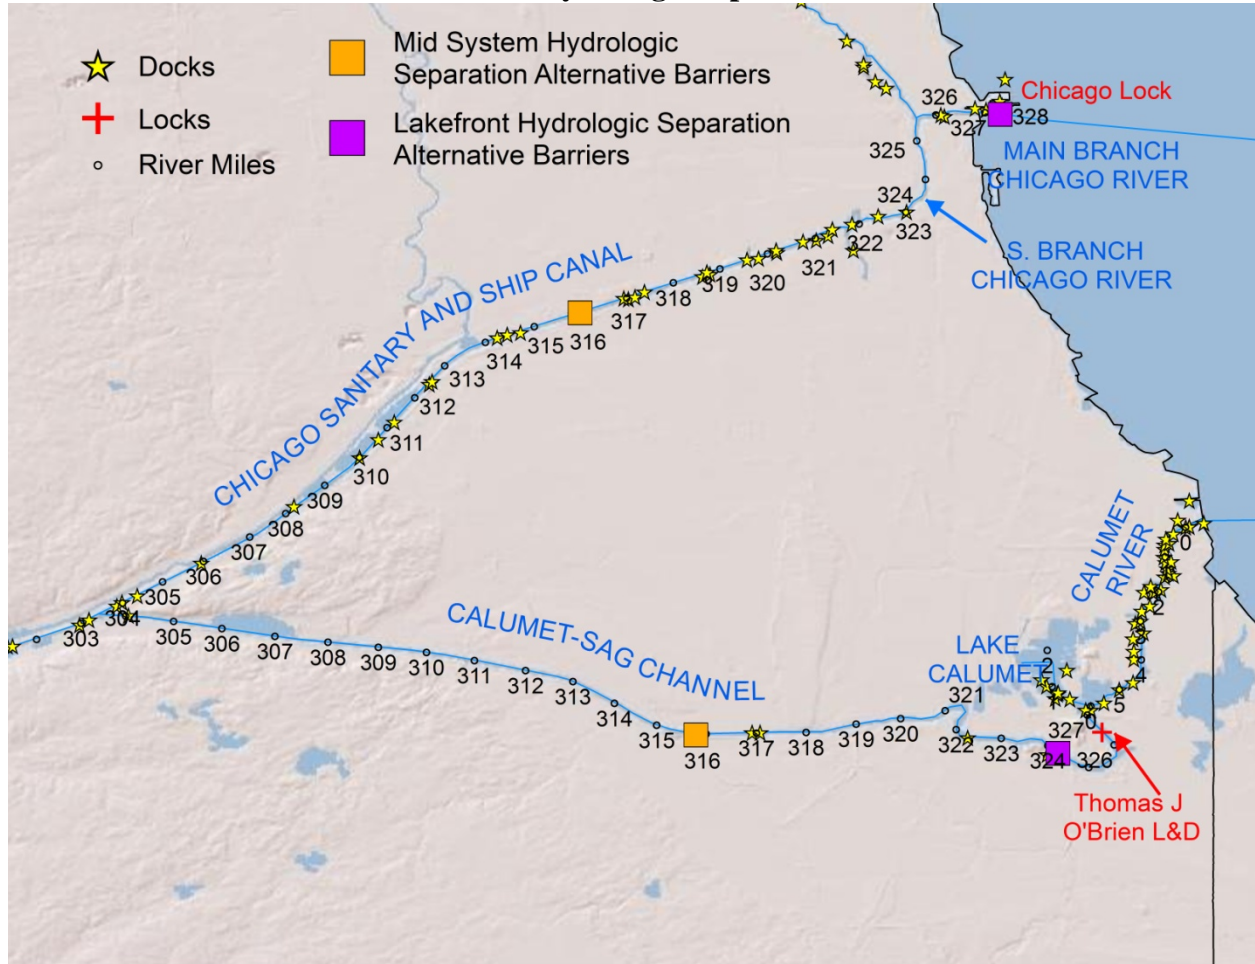 Docks
Locks
River Miles
Mid System Hydrologic
Separation Alternative Barriers
Lakefront Hydrologic Separation
Alternative Barriers
Chicago Lock
326
327
328
325
MAIN BRANCH
CHICAGO RIVER
324
323
322
S. BRANCH
CHICAGO RIVER
321
320
319
318
317
316
315
314
313
312
311
310
309
308
307
306
305
304
303
CHICAGO SANITARY AND SHIP CANAL
305
306
307
308
309
310
311
312
313
314
315
316
317
318
319
320
321
322
323
324
326
327
CALUMET-SAG CHANNEL
CALUMET
RIVER
LAKE
CALUMET
0
2
4
5
2
0
Thomas J
O'Brien L&D